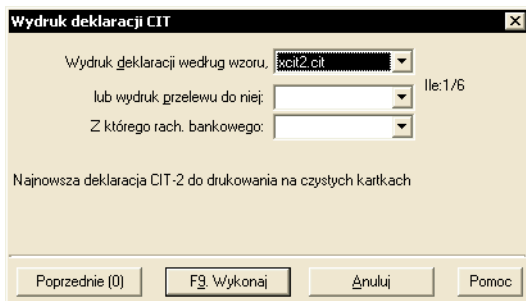 Wydruk deklaracji CIT
Wydruk deklaracji według wzoru, xcit2.cit
Ile:1/6
lub wydruk przelewu do niej:
Z którego rach. bankowego:
Najnowsza deklaracja CIT-2 do drukowania na czystych kartkach
Poprzednie (0) F9. Wykonaj Anuluj Pomoc